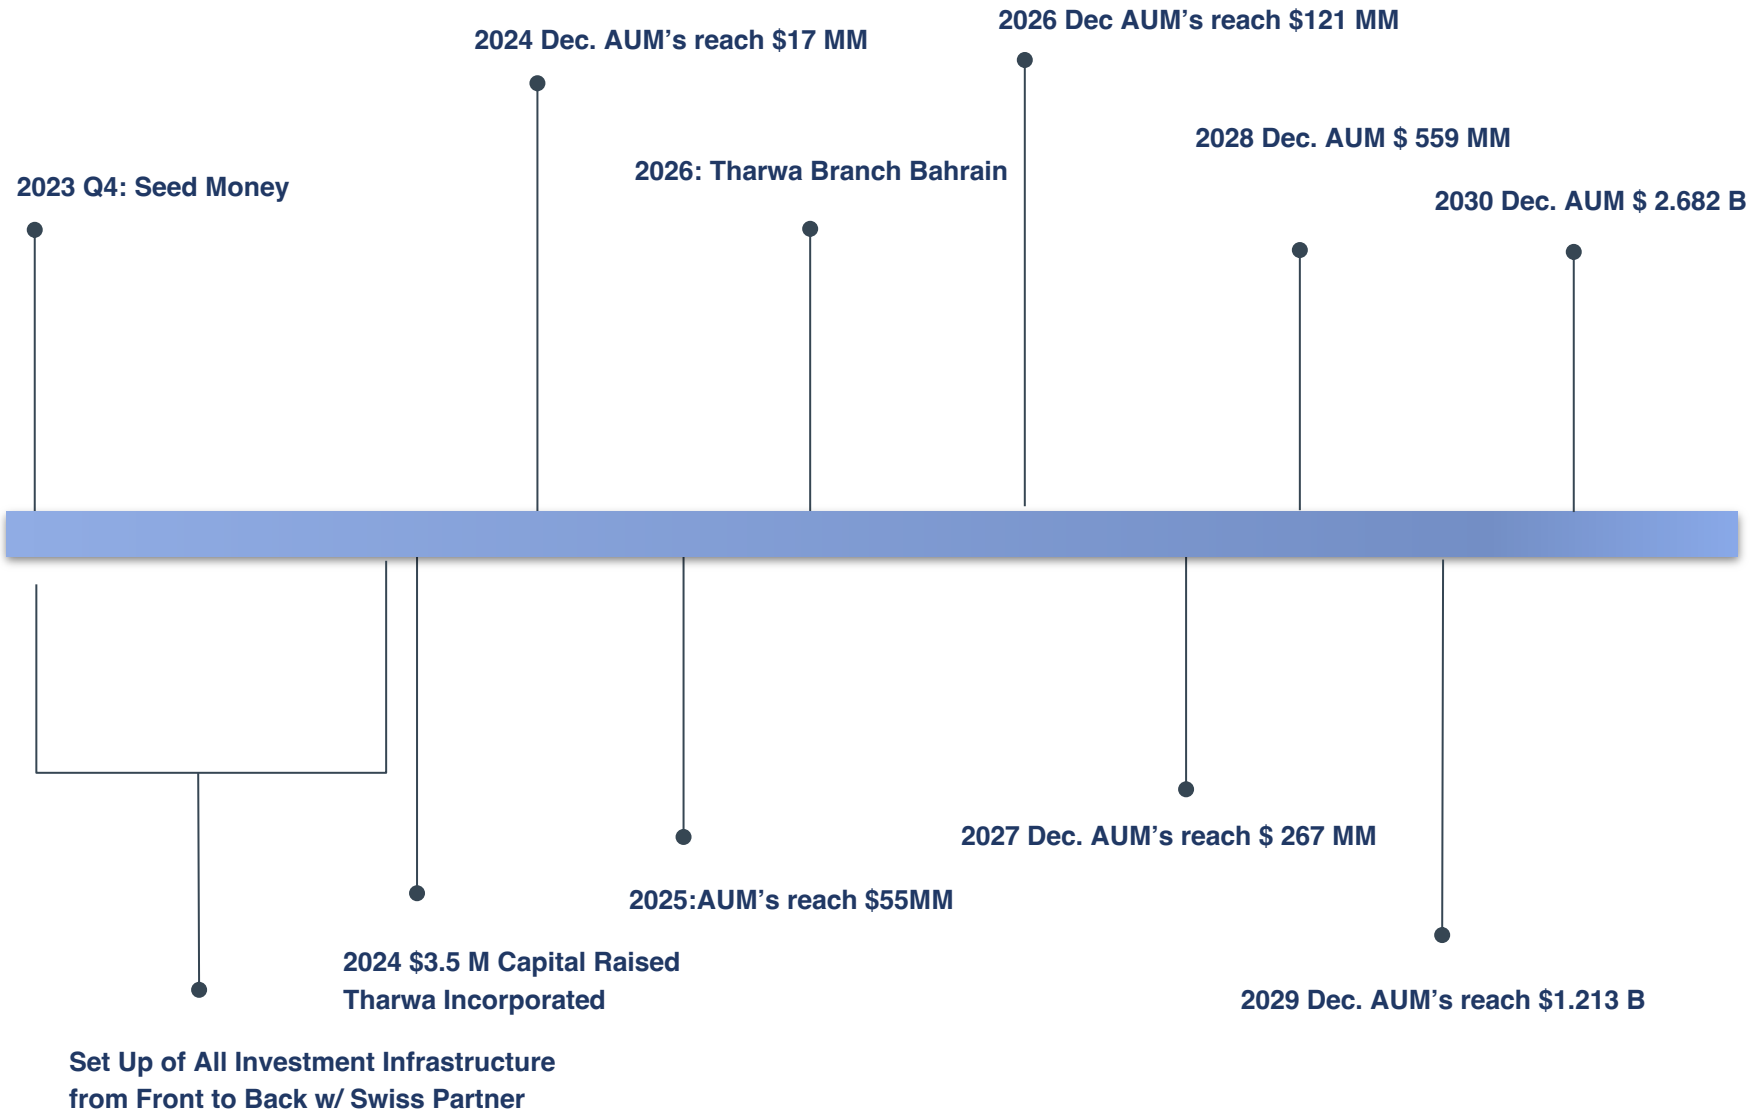 2026 Dec AUM’s reach $121 MM
2024 Dec. AUM’s reach $17 MM
2028 Dec. AUM $ 559 MM
2026: Tharwa Branch Bahrain
2023 Q4: Seed Money
2030 Dec. AUM $ 2.682 B
2027 Dec. AUM’s reach $ 267 MM
2025:AUM’s reach $55MM
2024 $3.5 M Capital Raised
Tharwa Incorporated
2029 Dec. AUM’s reach $1.213 B
Set Up of All Investment Infrastructure
from Front to Back w/ Swiss Partner